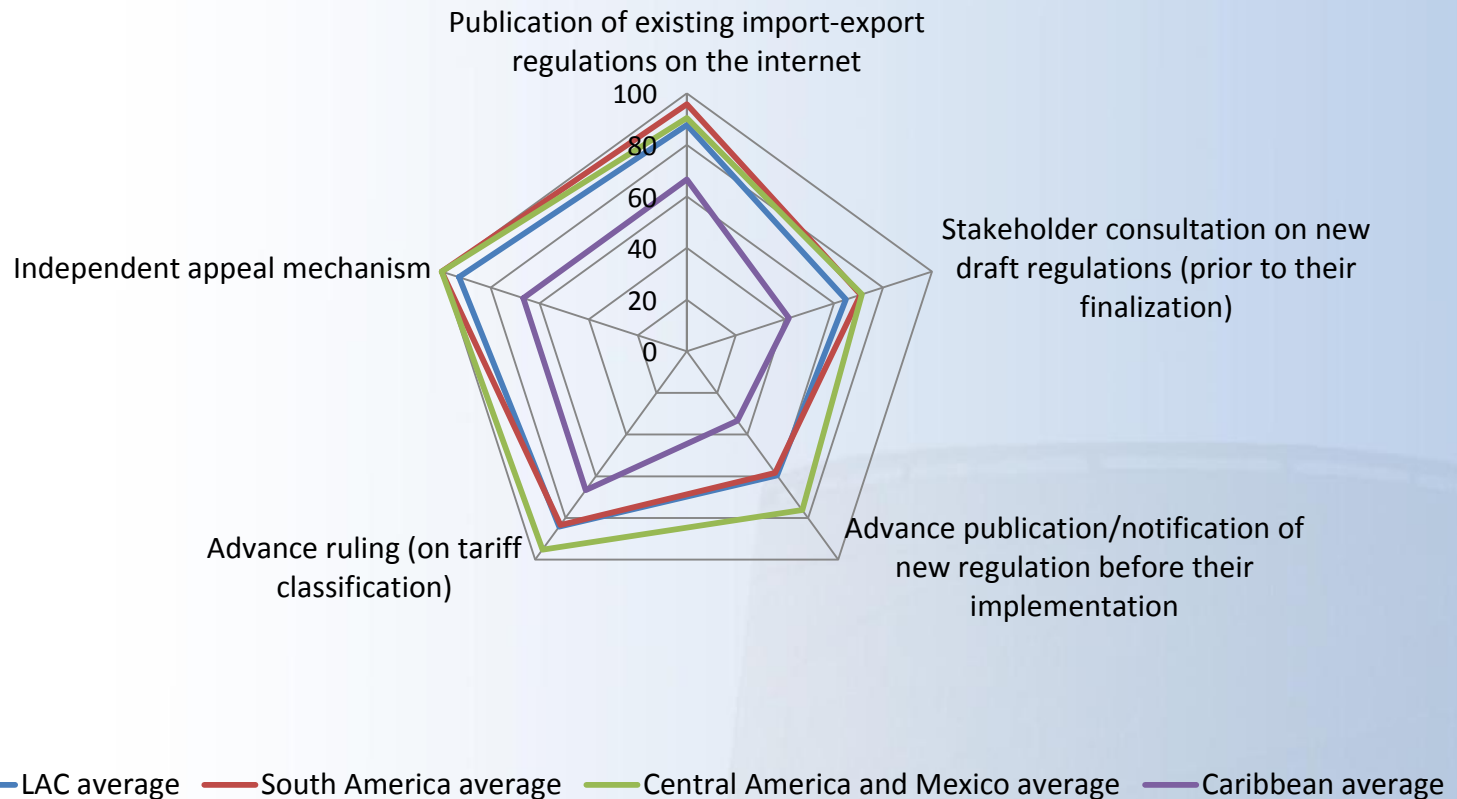 Publication of existing import-export
regulations on the internet
100
80
60
40
20
0
Stakeholder consultation on new
draft regulations (prior to their
finalization)
Independent appeal mechanism
Advance ruling (on tariff
classification)
Advance publication/notification of
new regulation before their
implementation
LAC average
South America average
Central America and Mexico average
Caribbean average